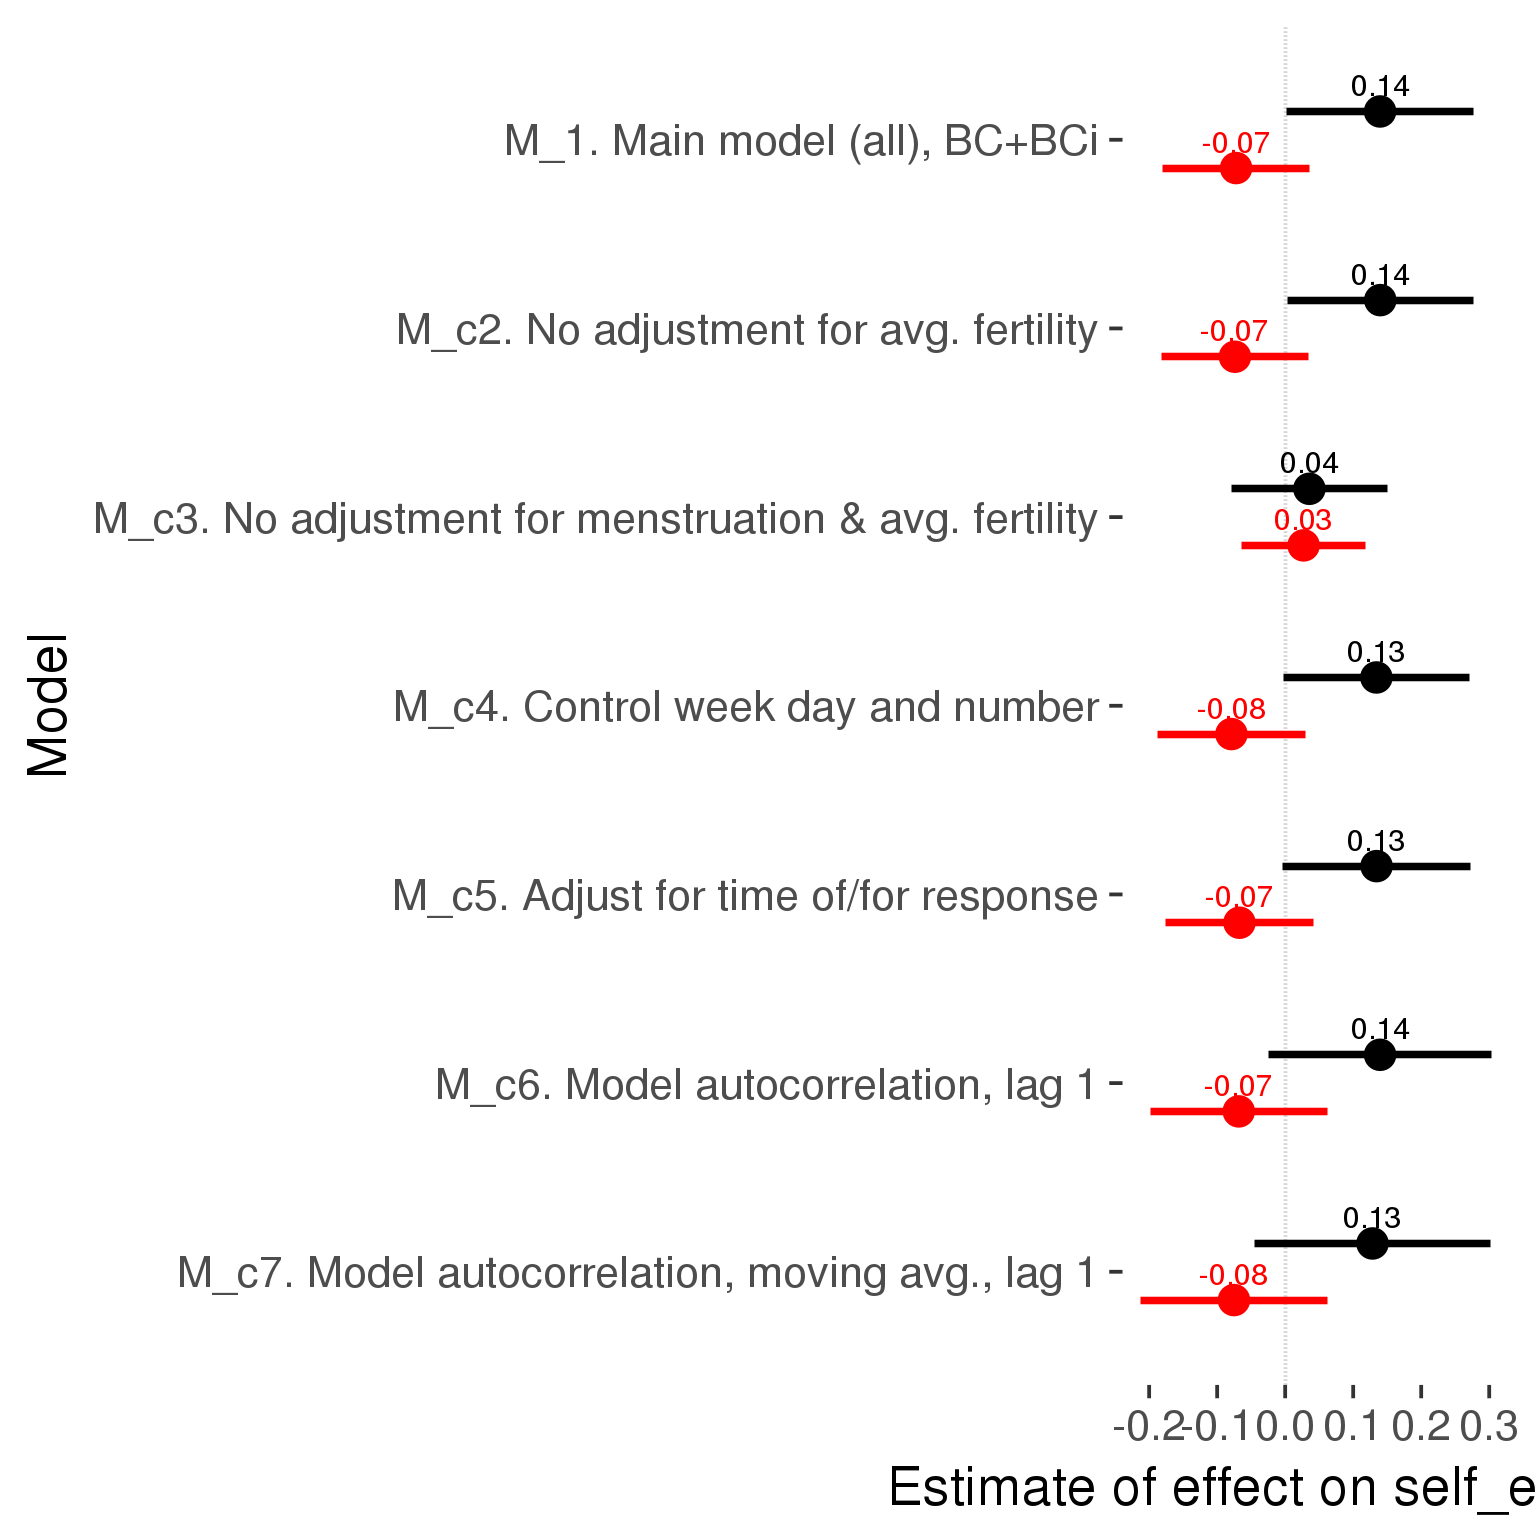 0.14
M_1. Main model (all), BC+BCi
-0.07
0.14
M_c2. No adjustment for avg. fertility
-0.07
0.04
M_c3. No adjustment for menstruation & avg. fertility
0.03
0.13
M_c4. Control week day and number
-0.08
Model
0.13
M_c5. Adjust for time of/for response
-0.07
0.14
M_c6. Model autocorrelation, lag 1
-0.07
0.13
M_c7. Model autocorrelation, moving avg., lag 1
-0.08
-0.2 -0.1 0.0 0.1 0.2 0.3
Estimate of effect on self_e